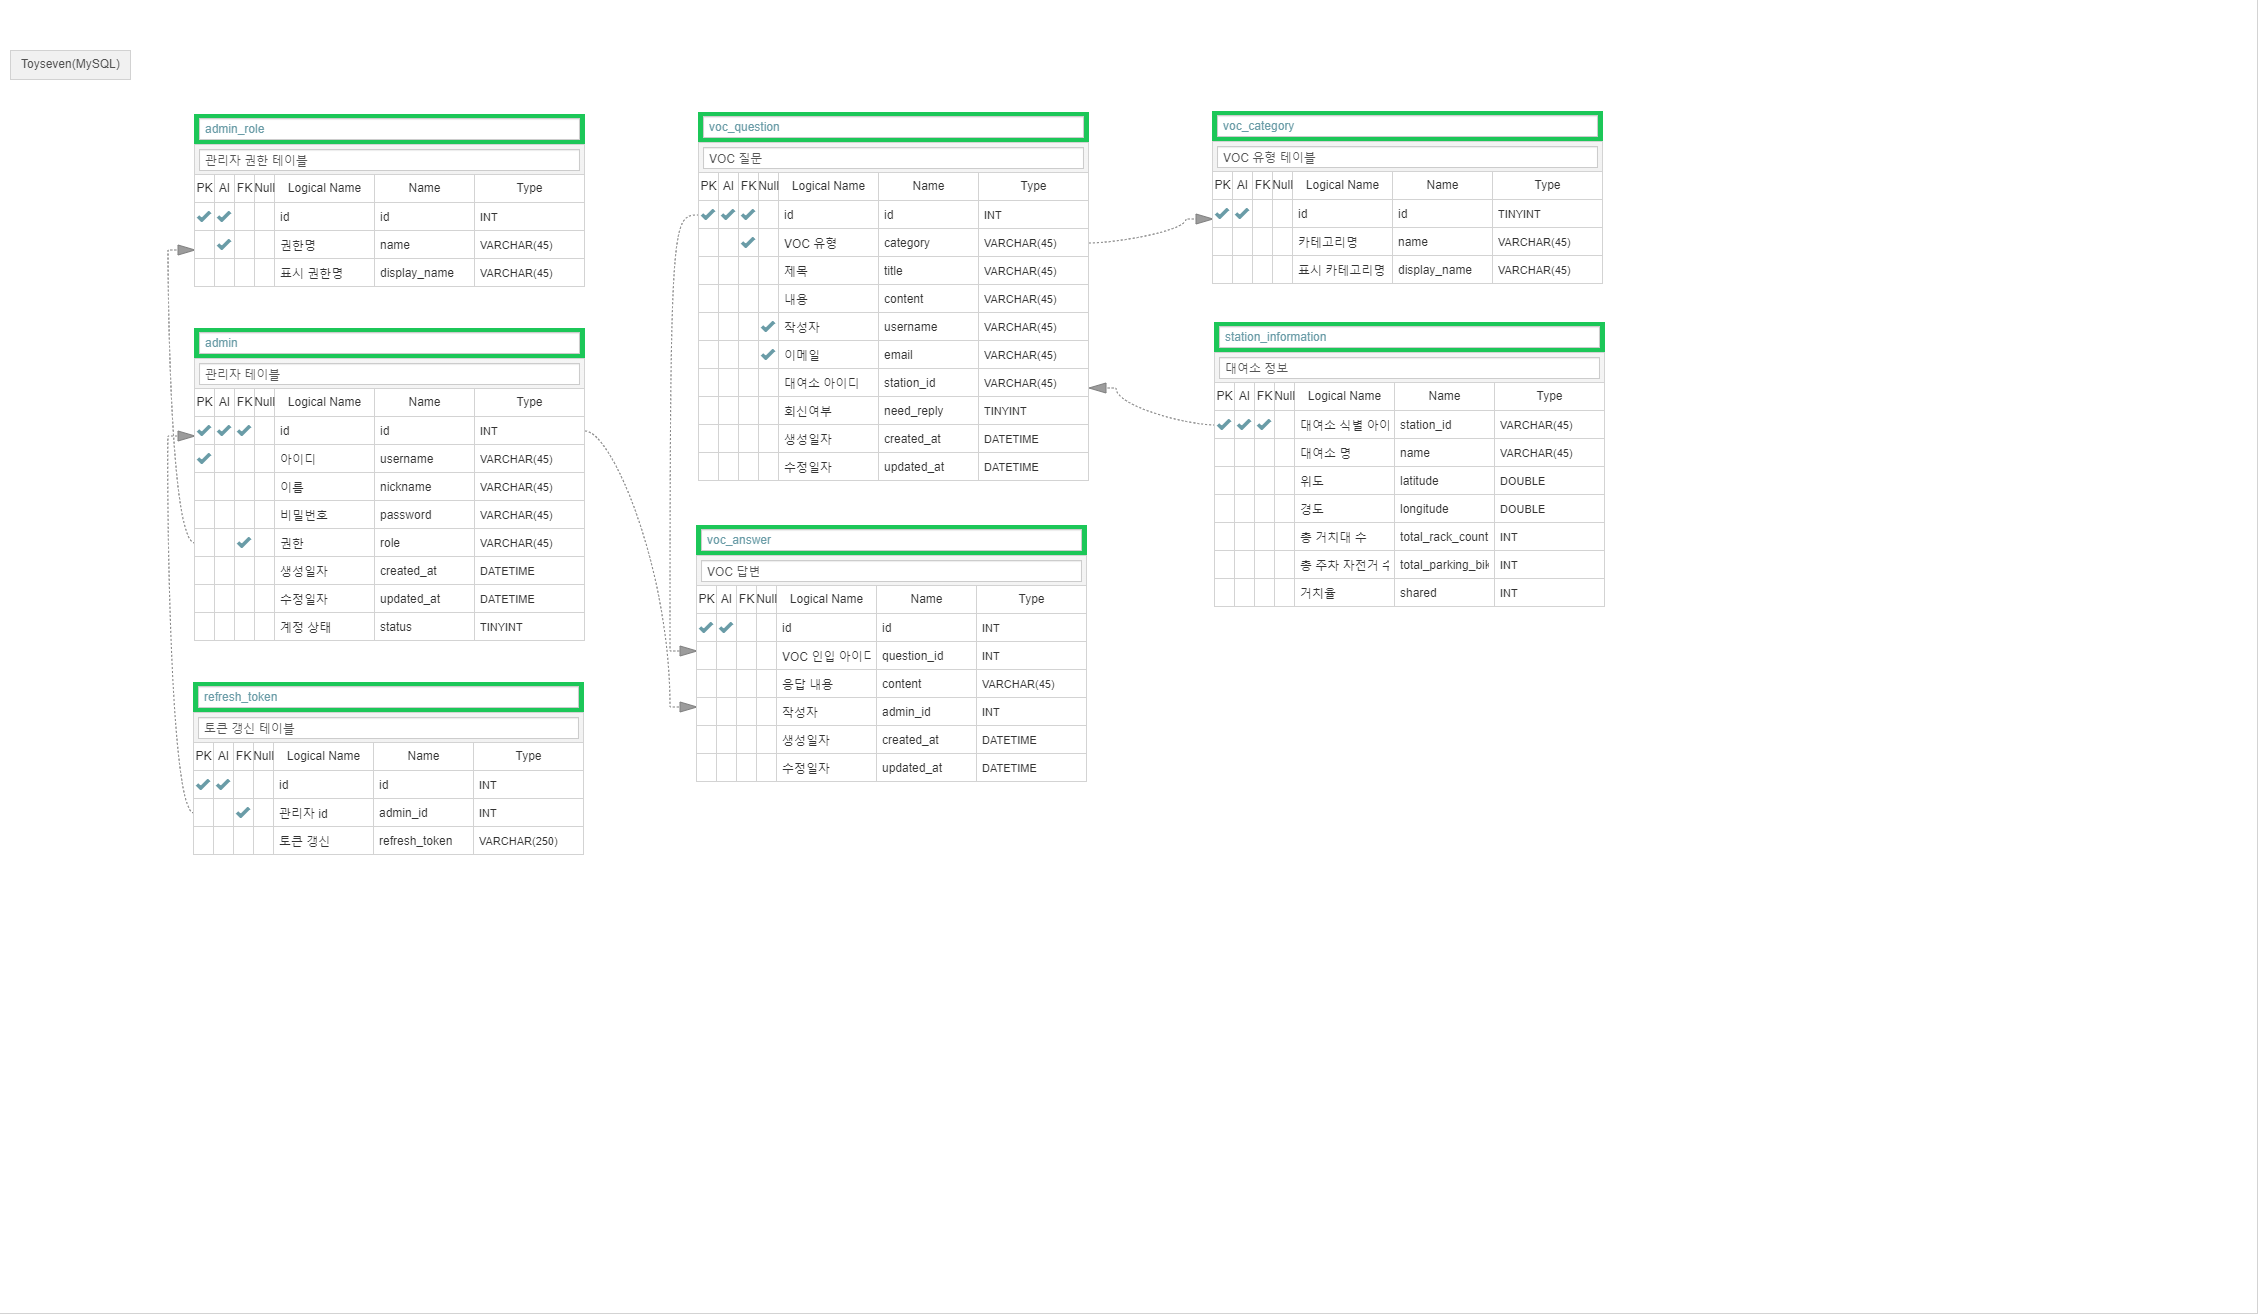 Toyseven(MySQL)
admin_role
관리자 권한 테이블
PK AI FK Null Logical Name Name Type
id id INT
권한명 name VARCHAR(45)
표시 권한명 display_name VARCHAR(45)
admin
관리자 테이블
PK AI FK Null Logical Name Name Type
id id INT
아이디 username VARCHAR(45)
이름 nickname VARCHAR(45)
비밀번호 password VARCHAR(45)
권한 role VARCHAR(45)
생성일자 created_at DATETIME
수정일자 updated_at DATETIME
계정 상태 status TINYINT
refresh_token
토큰 갱신 테이블
PK AI FK Null Logical Name Name Type
id id INT
관리자 id admin_id INT
토큰 갱신 refresh_token VARCHAR(250)
voc_question
VOC 질문
PK AI FK Null Logical Name Name Type
id id INT
VOC 유형 category VARCHAR(45)
제목 title VARCHAR(45)
내용 content VARCHAR(45)
작성자 username VARCHAR(45)
이메일 email VARCHAR(45)
대여소 아이디 station_id VARCHAR(45)
회신여부 need_reply TINYINT
생성일자 created_at DATETIME
수정일자 updated_at DATETIME
voc_answer
VOC 답변
PK AI FK Null Logical Name Name Type
id id INT
VOC 인입 question_id INT
응답 내용 content VARCHAR(45)
작성자 admin_id INT
생성일자 created_at DATETIME
수정일자 updated_at DATETIME
voc_category
VOC 유형 테이블
PK AI FK Null Logical Name Name Type
id id TINYINT
카테고리명 name VARCHAR(45)
표시 카테고리명 display_name VARCHAR(45)
station_information
대여소 정보
PK AI FK Null Logical Name Name Type
대여소 식별 아이 station_id VARCHAR(45)
대여소 명 name VARCHAR(45)
위도 latitude DOUBLE
경도 longitude DOUBLE
총 거치대 수 total_rack_count INT
총 주차 자전거 total_parking_bik INT
거치율 shared INT